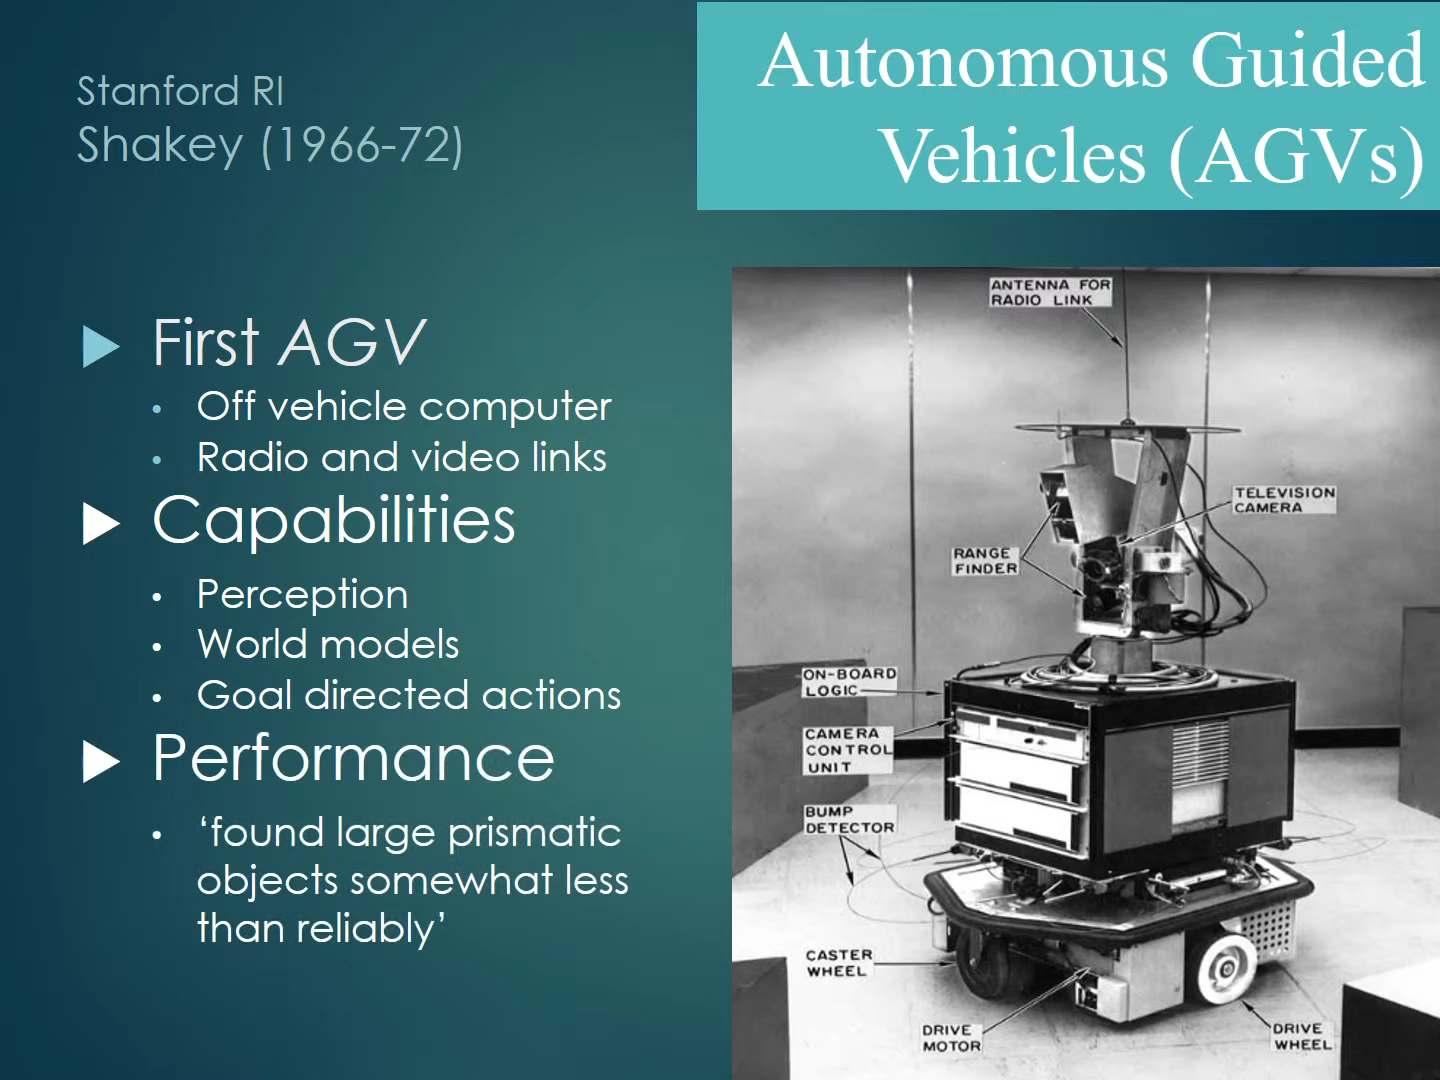 Stanford RI
Shakey (1966-72)
Autonomous Guided
Vehicles (AGVs)
First AGV
Off vehicle computer
Radio and video links
Capabilities
Perception
World models
Goal directed actions
Performance
‘found large prismatic
objects somewhat less
than reliably’
ANTENNA FOR
RADIO LINK
TELEVISION
CAMERA
RANGE
FINDER
ON-BOARD
LOGIC
CAMERA
CONTROL
UNIT
BUMP
DETECTOR
CASTER
WHEEL
DRIVE
MOTOR
DRIVE
WHEEL